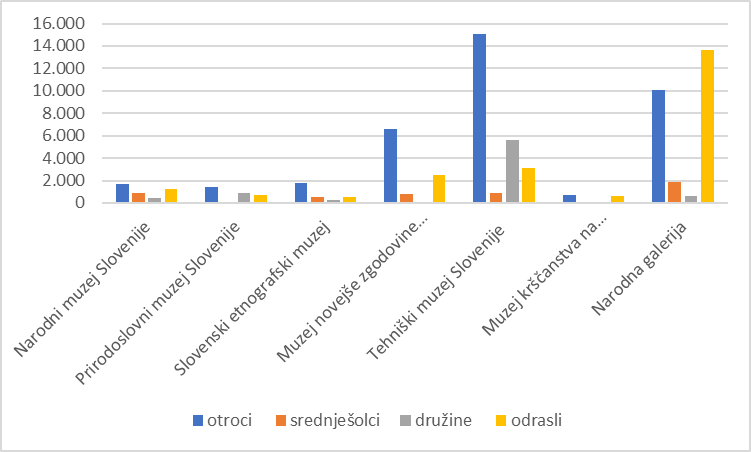 16.000
14.000
12.000
10.000
8.000
6.000
4.000
2.000
0
Narodni muzej Slovenije
Prirodoslovni muzej Slovenije
Slovenski etnografski muzej
Muzej novejše zgodovine...
Tehniški muzej Slovenije
Muzej krščanstva na...
Narodna galerija
otroci srednješolci družine odrasli